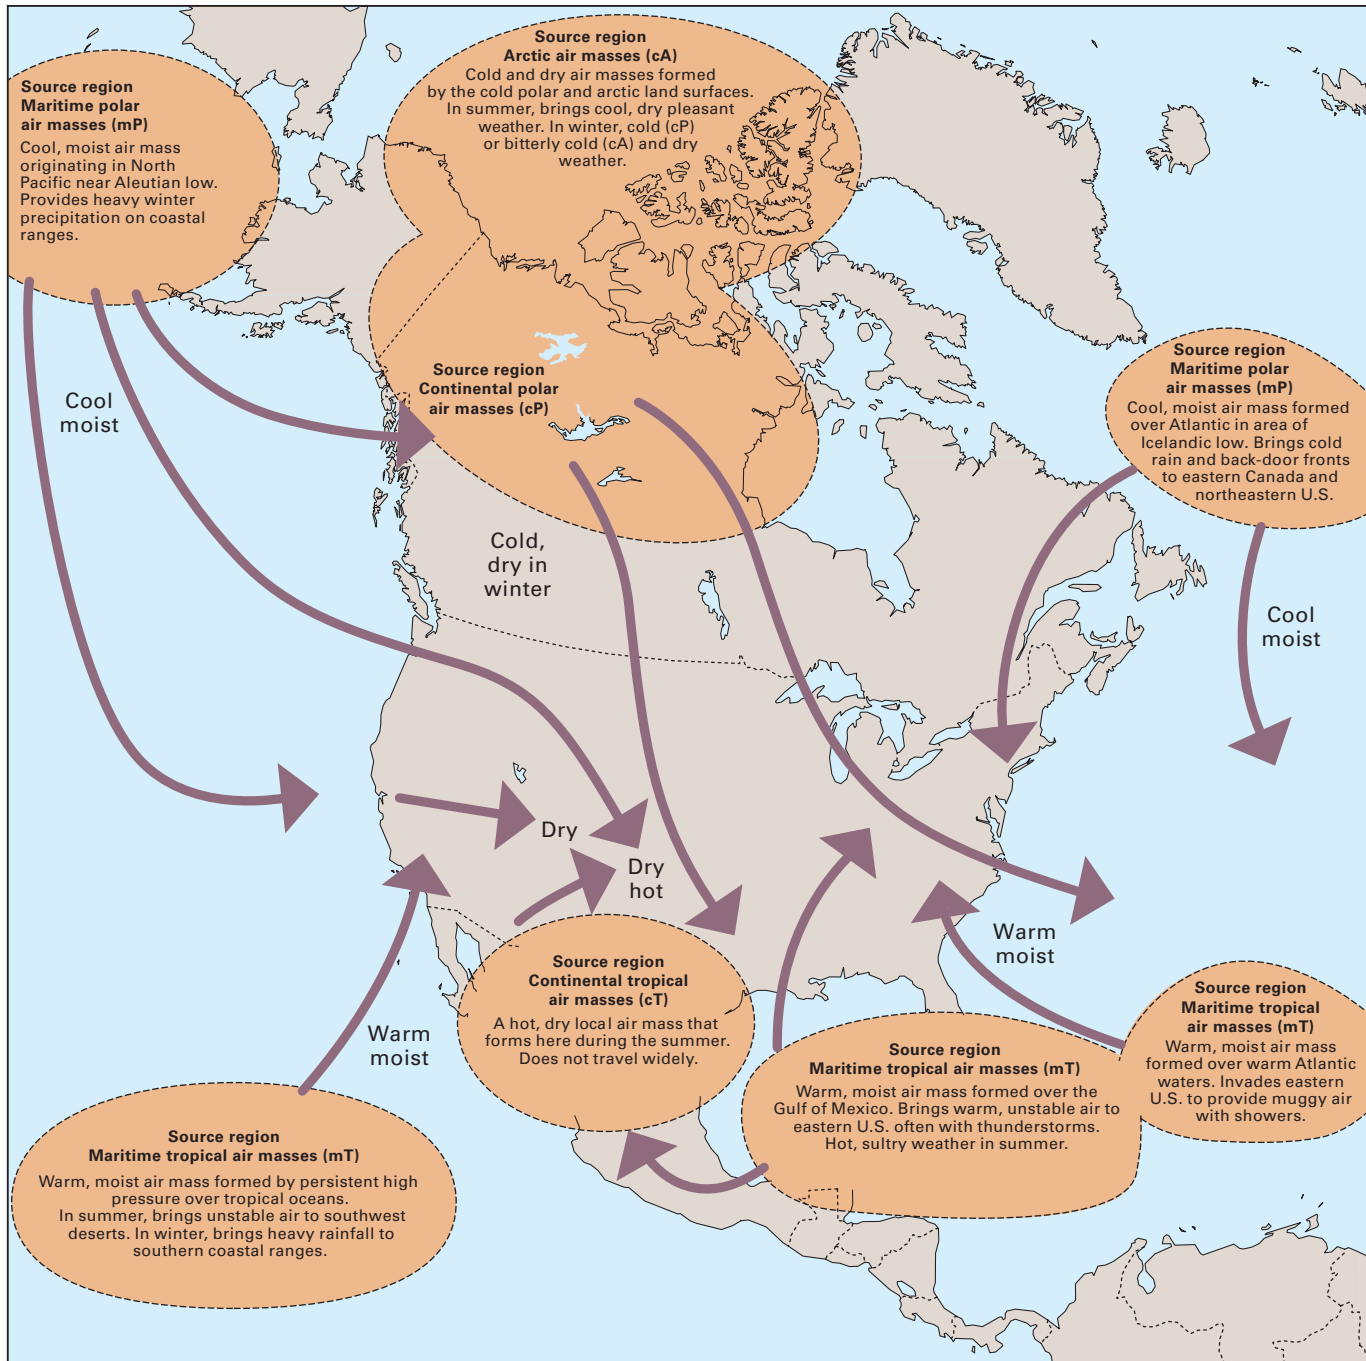 Source region
Maritime polar
air masses (mP)
Cool, moist air mass
originating in North
Pacific near Aleutian low.
Provides heavy winter
precipitation on coastal
ranges.
Source region
Arctic air masses (cA)
Cold and dry air masses formed
by the cold polar and arctic land surfaces.
In summer, brings cool, dry pleasant
weather. In winter, cold (cP)
or bitterly cold (cA) and dry
weather.
Source region
Continental polar
air masses (cP)
Source region
Maritime polar
air masses (mP)
Cool, moist air mass formed
over Atlantic in area of
Icelandic low. Brings cold
rain and back-door fronts
to eastern Canada and
northeastern U.S.
Cool
moist
Cold,
dry in
winter
Cool
moist
Dry
Dry
hot
Warm
moist
Warm
moist
Source region
Continental tropical
air masses (cT)
A hot, dry local air mass that
forms here during the summer.
Does not travel widely.
Source region
Maritime tropical
air masses (mT)
Warm, moist air mass
formed over warm Atlantic
waters. Invades eastern
U.S. to provide muggy air
with showers.
Source region
Maritime tropical air masses (mT)
Warm, moist air mass formed over the
Gulf of Mexico. Brings warm, unstable air to
eastern U.S. often with thunderstorms.
Hot, sultry weather in summer.
Source region
Maritime tropical air masses (mT)
Warm, moist air mass formed by persistent high
pressure over tropical oceans.
In summer, brings unstable air to southwest
deserts. In winter, brings heavy rainfall to
southern coastal ranges.